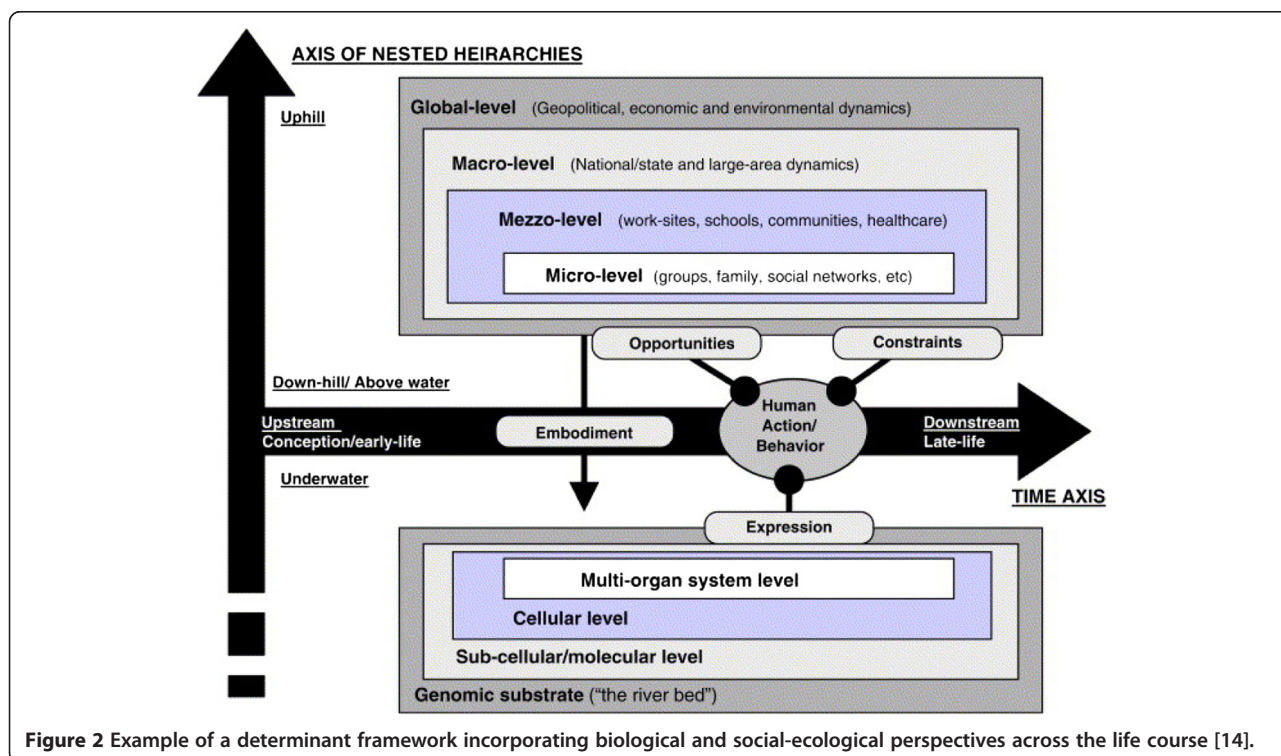 AXIS OF NESTED HEIRARCHIES
Uphill
Global-level (Geopolitical, economic and environmental dynamics)
Macro-level (National/state and large-area dynamics)
Mezzo-level (work-sites, schools, communities, healthcare)
Micro-level (groups, family, social networks, etc)
Opportunities
Constraints
Down-hill/ Above water
Upstream
Conception/early-life
Embodiment
Human
Action/
Behavior
Downstream
Late-life
Underwater
TIME AXIS
Expression
Multi-organ system level
Cellular level
Sub-cellular/molecular level
Genomic substrate ("the river bed")
Figure 2 Example of a determinant framework incorporating biological and social-ecological perspectives across the life course [14].